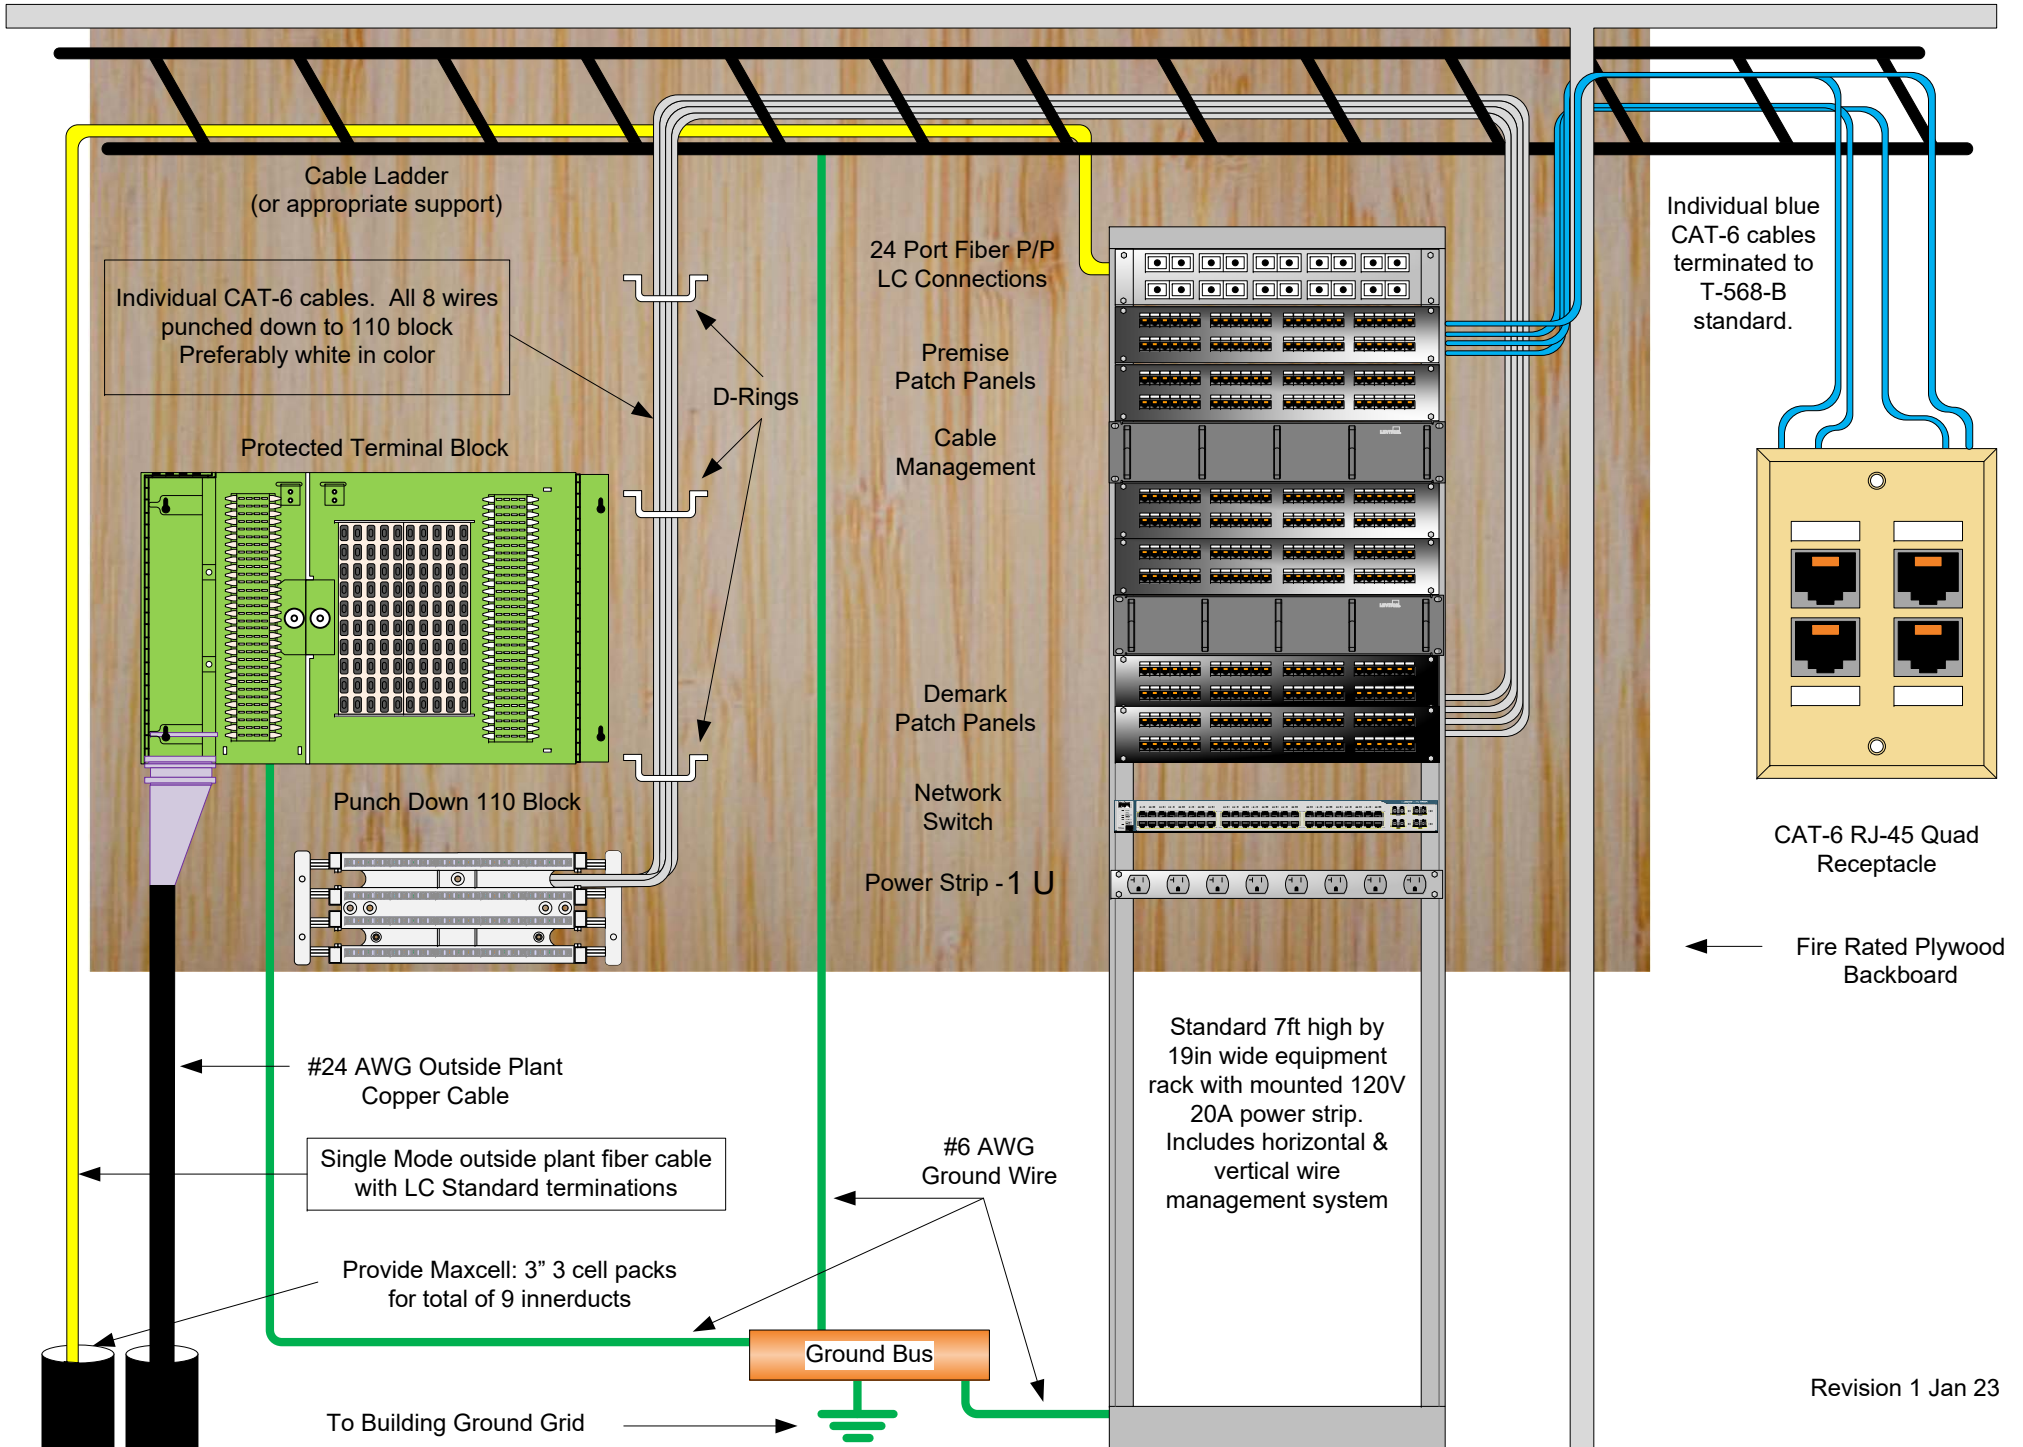 Cable Ladder
(or appropriate support)
Individual CAT-6 cables.  All 8 wires
punched down to 110 block
Preferably white in color
D-Rings
Protected Terminal Block
Punch Down 110 Block
24 Port Fiber P/P
LC Connections
Premise
Patch Panels
Cable
Management
Demark
Patch Panels
Network
Switch
Power Strip - 1 U
Individual blue
CAT-6 cables
terminated to
T-568-B
standard.
CAT-6 RJ-45 Quad
Receptacle
Fire Rated Plywood
Backboard
#24 AWG Outside Plant
Copper Cable
Single Mode outside plant fiber cable
with LC Standard terminations
Provide Maxcell: 3” 3 cell packs
for total of 9 innerducts
#6 AWG
Ground Wire
Standard 7ft high by
19in wide equipment
rack with mounted 120V
20A power strip.
Includes horizontal &
vertical wire
management system
Ground Bus
To Building Ground Grid
Revision 1 Jan 23